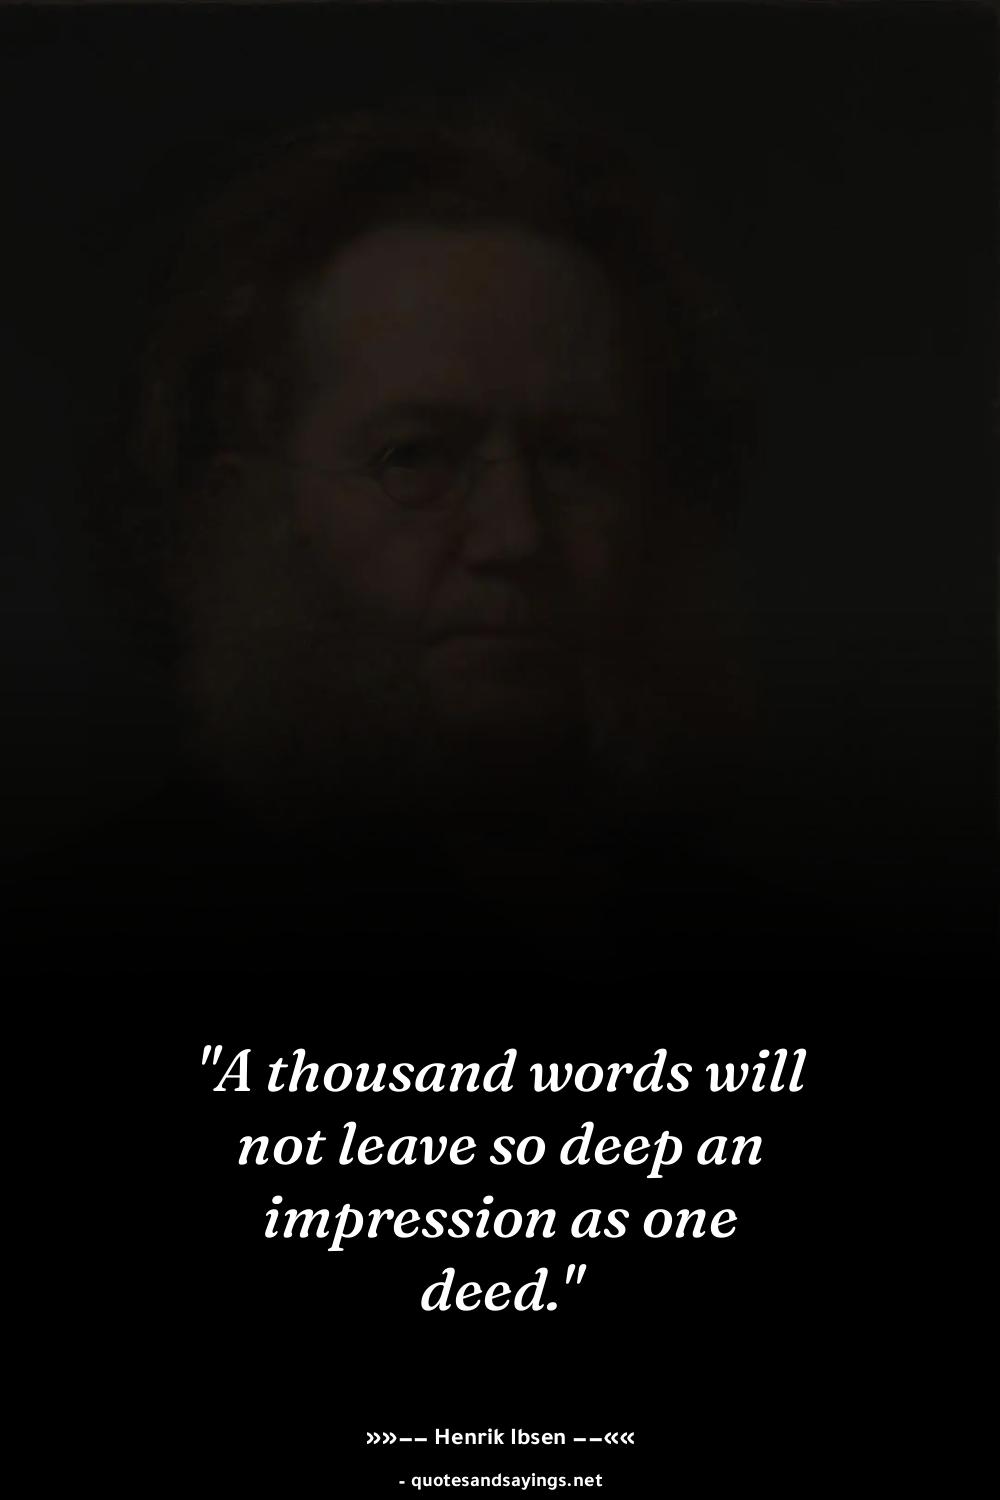 "A thousand words will
not leave so deep an
impression as one
deed."
»»−− Henrik Ibsen −−««
- quotesandsayings.net